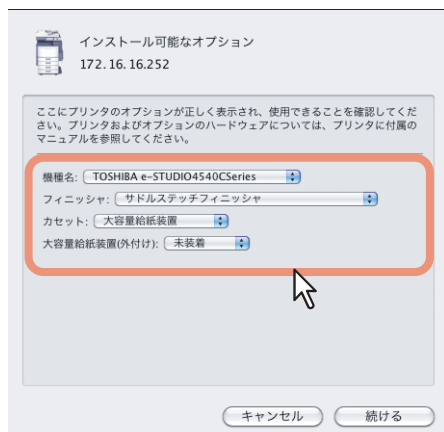 インストール可能なオプション
172.16.16.252
ここにプリンタのオプションが正しく表示され、使用できることを確認してくだ
さい。プリンタおよびオプションのハードウェアについては、プリンタに付属の
マニュアルを参照してください。
機種名: TOSHIBA e-STUDIO4540CSeries
フィニッシャ: サドルステッチフィニッシャ
カセット: 大容量給紙装置
大容量給紙装置(外付け): 未装着
キャンセル 続ける